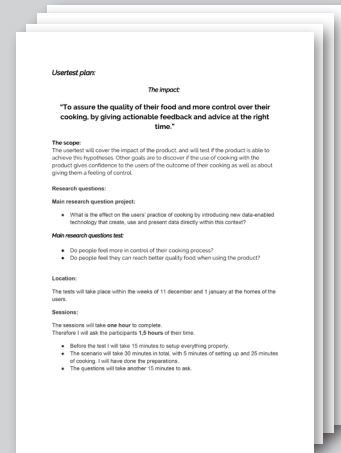 Usertest plan:
The impact:
"To assure the quality of their food and more control over their
cooking, by giving actionable feedback and advice at the right
time."
The scope:
The usertest will cover the impact of the product, and will test if the product is able to
achieve this hypotheses. Other goals are to discover if the use of cooking with the
product gives confidence to the users of the outcome of their cooking as well as about
giving them a feeling of control.
Research questions:
Main research question project:
● What is the effect on the users' practice of cooking by introducing new data-enabled
technology that create, use and present data directly within this context?
Main research questions test:
● Do people feel more in control of their cooking process?
● Do people feel they can reach better quality food when using the product?
Location:
The tests will take place within the weeks of 11 december and 1 january at the homes of the
users.
Sessions:
The sessions will take one hour to complete.
Therefore I will ask the participants 1,5 hours of their time.
● Before the test I will take 15 minutes to setup everything properly.
● The scenario will take 30 minutes in total, with 5 minutes of setting up and 25 minutes
of cooking. I will have done the preparations.
● The questions will take another 15 minutes to ask.